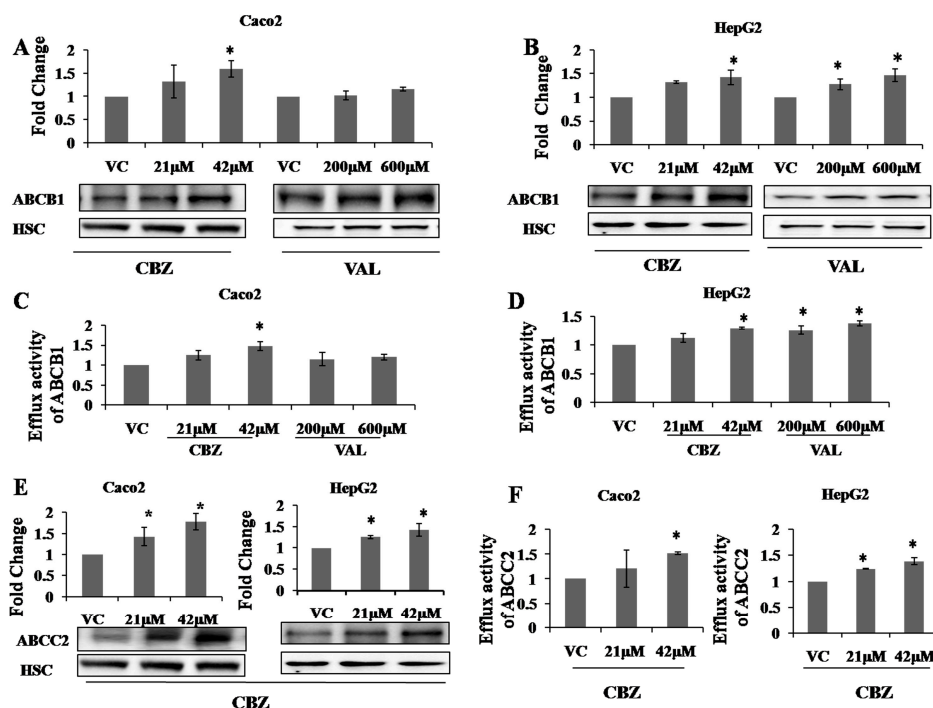 A
Caco2
Fold Change
2
1.5
1
0.5
0
*
VC 21µM 42µM VC 200µM 600µM
ABCB1
HSC
CBZ VAL
B
HepG2
Fold Change
2
1.5
1
0.5
0
* * *
VC 21µM 42µM VC 200µM 600µM
ABCB1
HSC
CBZ VAL
C
Caco2
Efflux activity
of ABCB1
2
1.5
1
0.5
0
*
VC 21µM 42µM 200µM 600µM
CBZ VAL
D
HepG2
Efflux activity
of ABCB1
1.5
1
0.5
0
* * *
VC 21µM 42µM 200µM 600µM
CBZ VAL
E
Caco2
Fold Change
2
1.5
1
0.5
0
* *
VC 21µM 42µM
HepG2
Fold Change
2
1.5
1
0.5
0
* *
VC 21µM 42µM
ABCC2
HSC
CBZ
F
Caco2
Efflux activity
of ABCC2
2
1.5
1
0.5
0
*
VC 21µM 42µM
CBZ
HepG2
Efflux activity
of ABCC2
2
1.5
1
0.5
0
* *
VC 21µM 42µM
CBZ